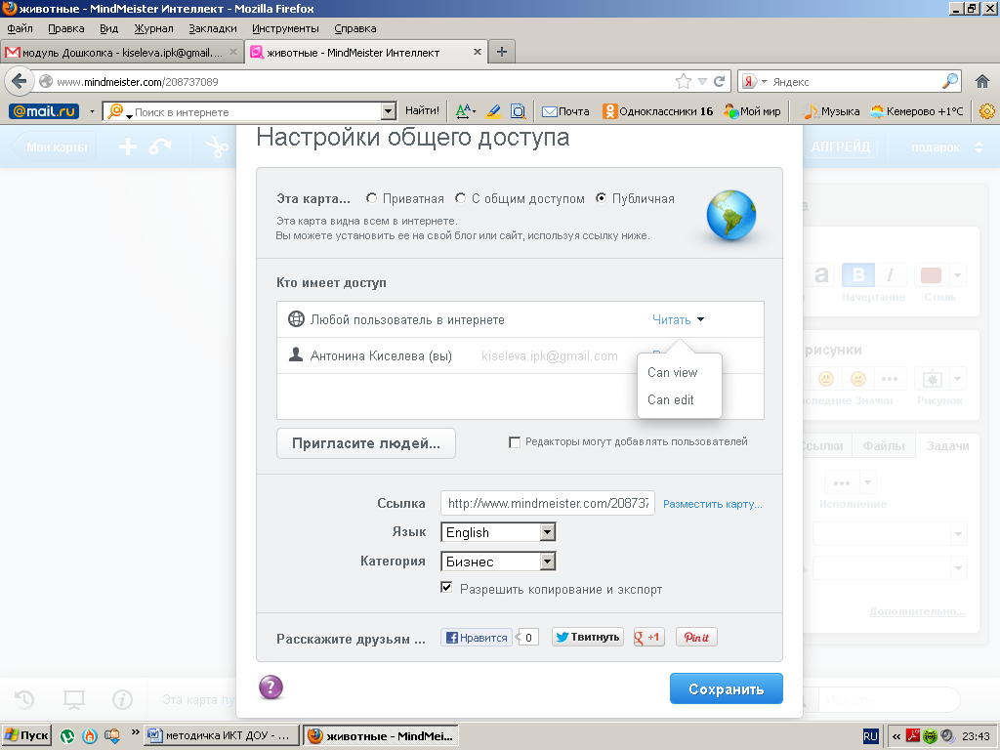 животные - MindMeister Интеллект - Mozilla Firefox
Файл Правка Вид Журнал Закладки Инструменты Справка
модуль Дошколка - kiseleva.ipk@gmail.... животные - MindMeister Интеллект
www.mindmeister.com/208737089 Я Яндекс
@mail.ru Поиск в интернете Найти! Почта Одноклассники 16 Мой мир Музыка Кемерово +1°C
Мои карты АПГРЕЙД подарок
Настройки общего доступа
Эта карта... Приватная С общим доступом Публичная
Эта карта видна всем в интернете.
Вы можете установить ее на свой блог или сайт, используя ссылку ниже.
a B I
Начертание Стиль
Кто имеет доступ
Любой пользователь в интернете Читать
рисунки
Антонина Киселева (вы) kiseleva.ipk@gmail.com
Can view
Can edit
Значки Рисунок
Пригласите людей... Редакторы могут добавлять пользователей
Файлы Задачи
Ссылка http://www.mindmeister.com/20873 Разместить карту...
Исполнение
Язык English
Категория Бизнес
Разрешить копирование и экспорт
Дополнительно...
Расскажите друзьям ... Нравится 0 Твитнуть g +1 Pin it
? Сохранить
Эта карта Искать
Пуск » методичка ИКТ ДОУ - ... животные - MindMe... RU « 23:43